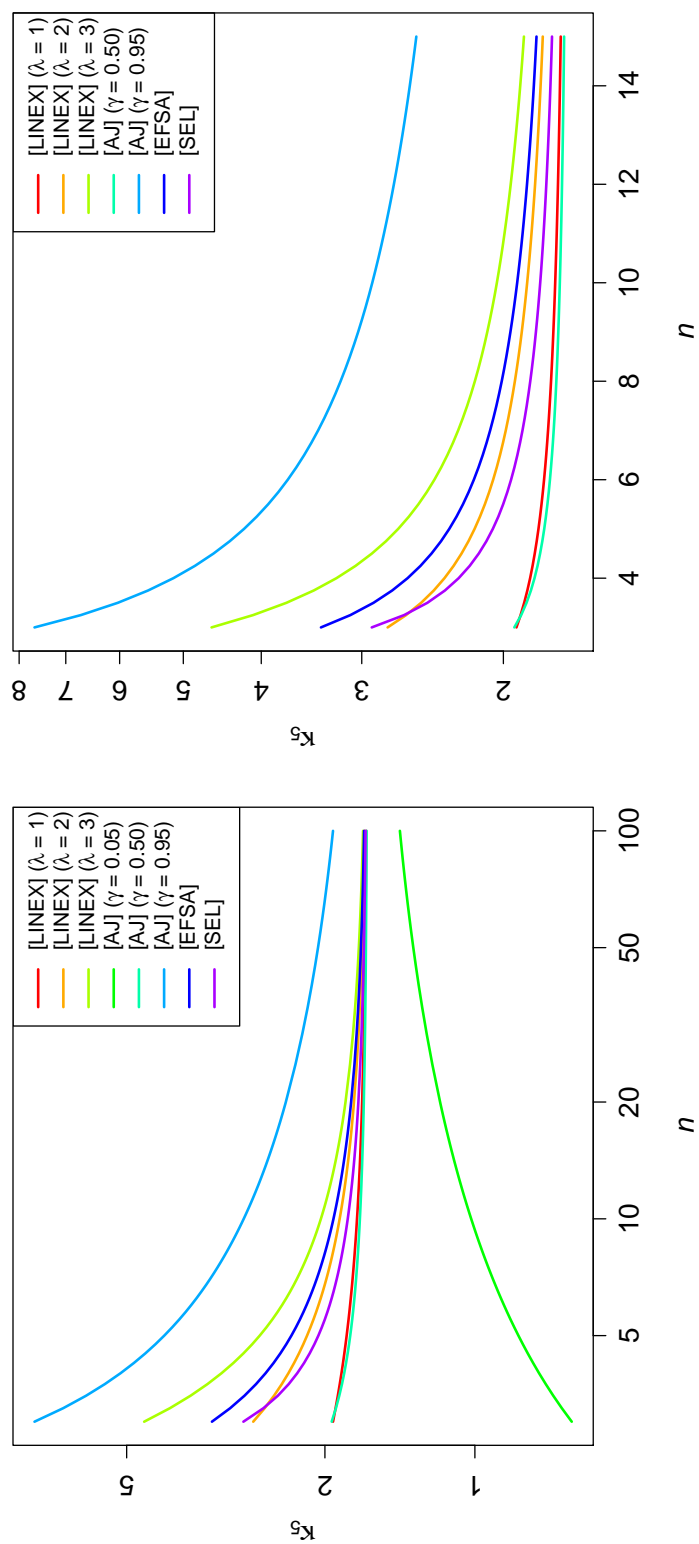 [LINEX] (λ = 1)
[LINEX] (λ = 2)
[LINEX] (λ = 3)
[AJ] (γ = 0.05)
[AJ] (γ = 0.50)
[AJ] (γ = 0.95)
[EFSA]
[SEL]
5
2
1
κ5
5 10 20 50 100
n
[LINEX] (λ = 1)
[LINEX] (λ = 2)
[LINEX] (λ = 3)
[AJ] (γ = 0.50)
[AJ] (γ = 0.95)
[EFSA]
[SEL]
8
7
6
5
4
3
2
κ5
4 6 8 10 12 14
n